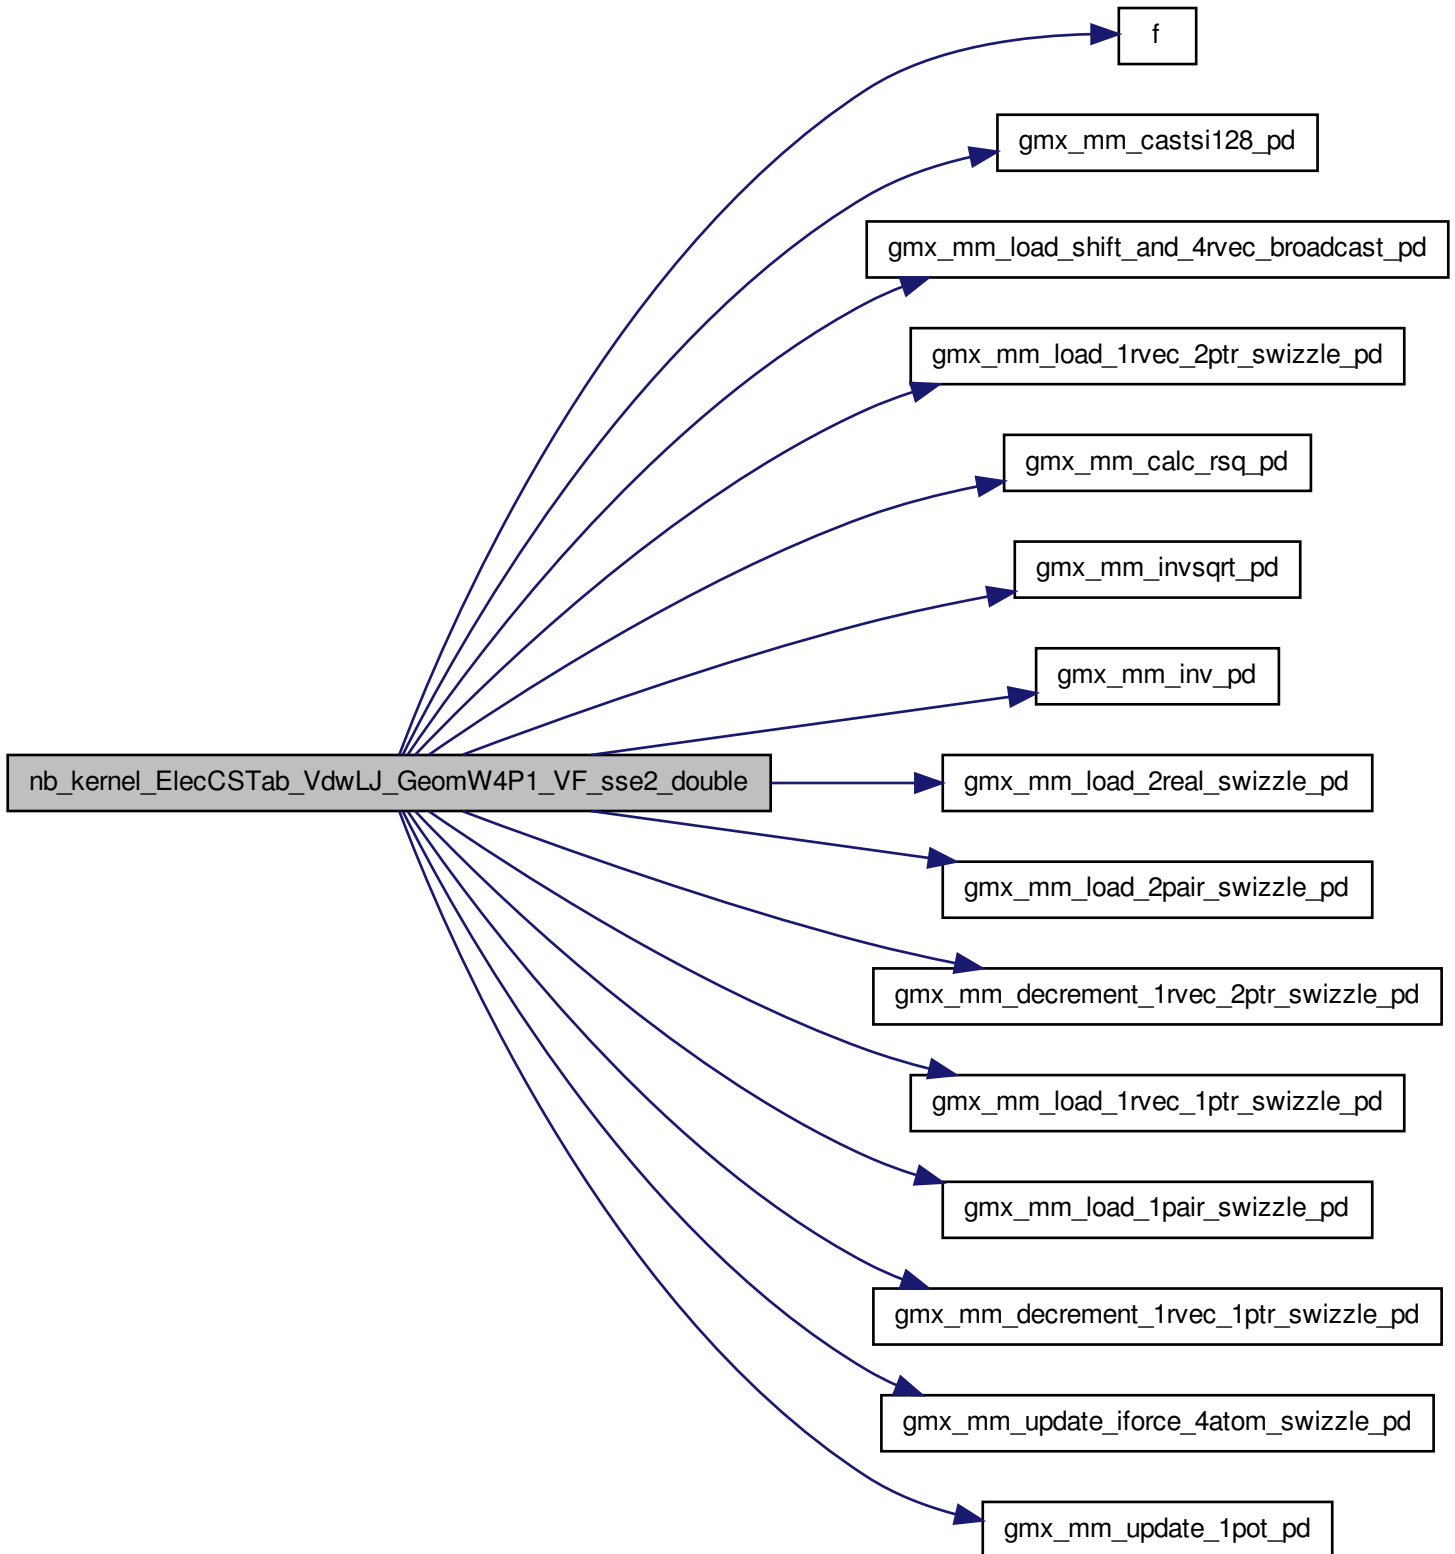 f
gmx_mm_castsi128_pd
gmx_mm_load_shift_and_4rvec_broadcast_pd
gmx_mm_load_1rvec_2ptr_swizzle_pd
gmx_mm_calc_rsq_pd
gmx_mm_invsqrt_pd
gmx_mm_inv_pd
nb_kernel_ElecCSTab_VdwLJ_GeomW4P1_VF_sse2_double
gmx_mm_load_2real_swizzle_pd
gmx_mm_load_2pair_swizzle_pd
gmx_mm_decrement_1rvec_2ptr_swizzle_pd
gmx_mm_load_1rvec_1ptr_swizzle_pd
gmx_mm_load_1pair_swizzle_pd
gmx_mm_decrement_1rvec_1ptr_swizzle_pd
gmx_mm_update_iforce_4atom_swizzle_pd
gmx_mm_update_1pot_pd